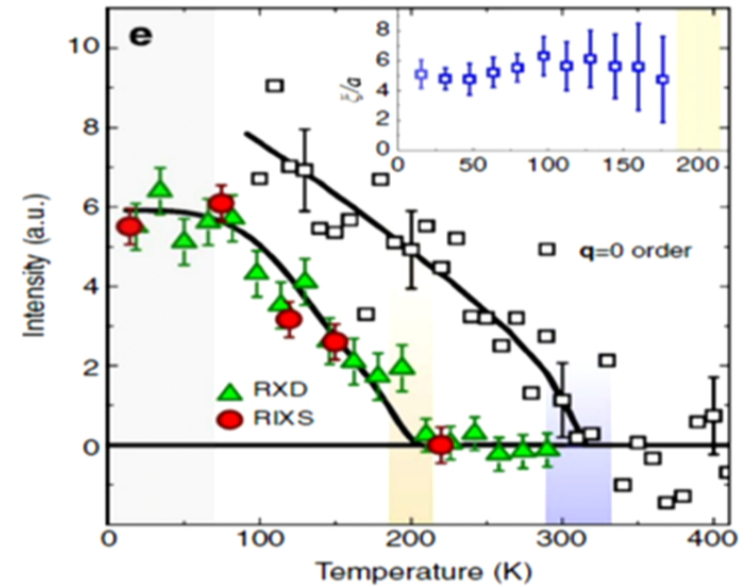 e
10
8
6
4
2
0
Intensity (a.u.)
0 100 200 300 400
Temperature (K)
8
6
4
2
0
ξ/a
0 50 100 150 200
q=0 order
RXD
RIXS